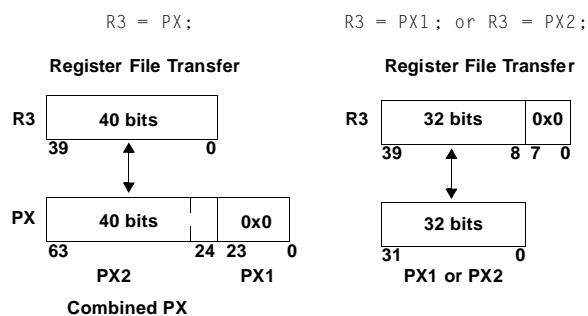 R3 = PX;
R3 = PX1; or R3 = PX2;
Register File Transfer
Register File Transfer
R3 40 bits
39 0
R3 32 bits 0x0
39 8 7 0
PX 40 bits 0x0
63 24 23 0
PX2 PX1
Combined PX
32 bits
31 0
PX1 or PX2